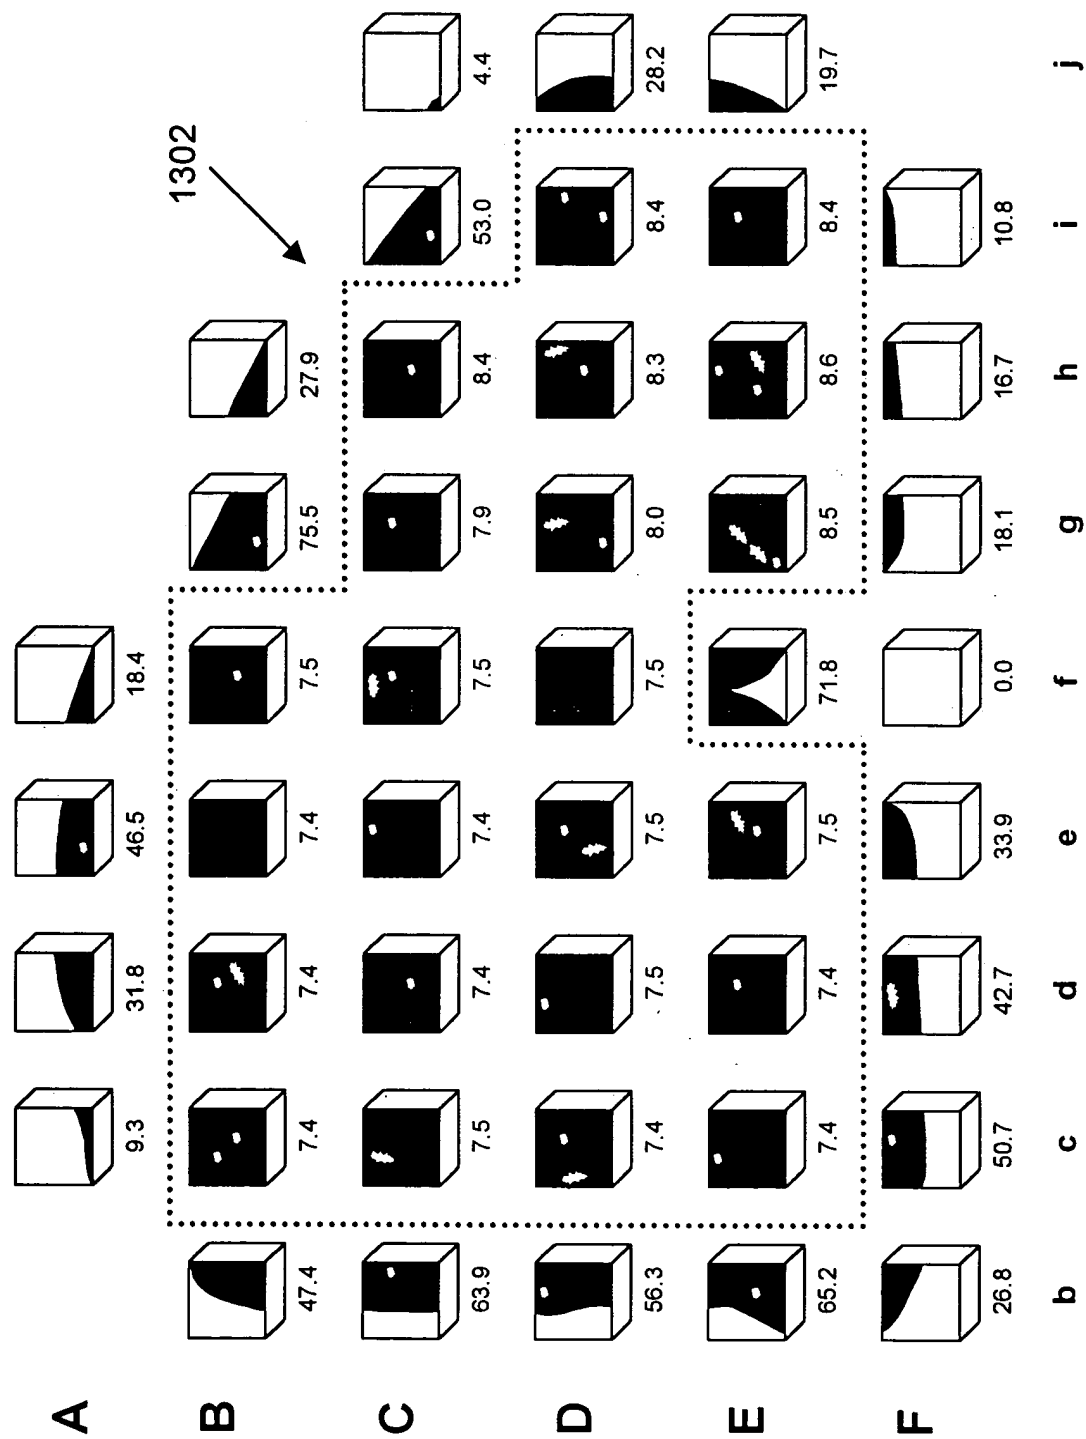 A
9.3 31.8 46.5 18.4
1302
B
47.4 7.4 7.4 7.4 7.5 75.5 27.9
C
63.9 7.5 7.4 7.4 7.5 7.9 8.4 53.0 4.4
D
56.3 7.4 7.5 7.5 7.5 8.0 8.3 8.4 28.2
E
65.2 7.4 7.4 7.5 71.8 8.5 8.6 8.4 19.7
F
26.8 50.7 42.7 33.9 0.0 18.1 16.7 10.8
b c d e f g h i j